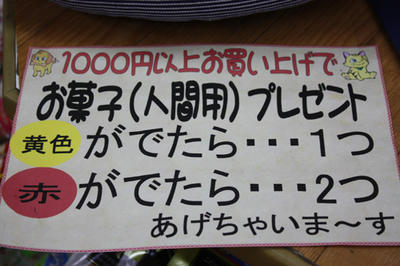 1000円以上お買い上げで
お菓子(人間用)プレゼント
黄色がでたら・・・1つ
赤がでたら・・・2つ
あげちゃいま～す